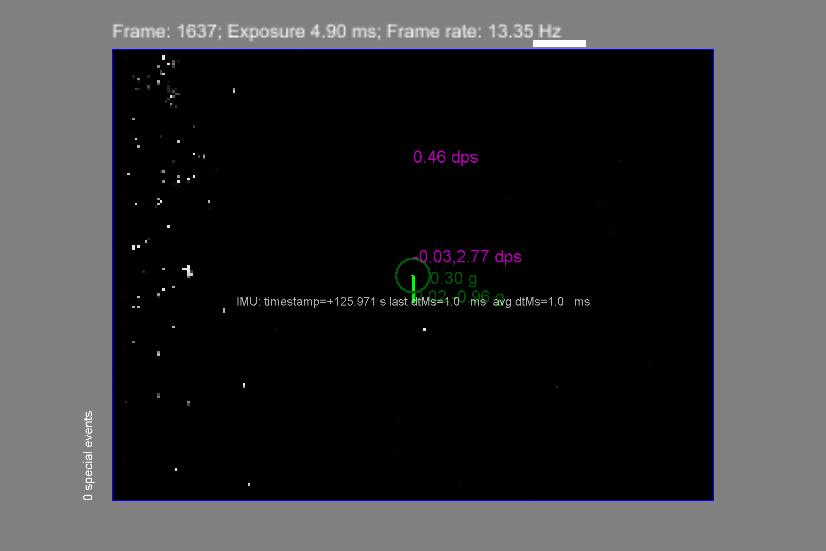 Frame: 1637; Exposure 4.90 ms; Frame rate: 13.35 Hz
0.46 dps
-0.03,2.77 dps
0.30 g
0.02,-0.96 g
IMU: timestamp=+125.971 s last dtMs=1.0 ms avg dtMs=1.0 ms
0 special events